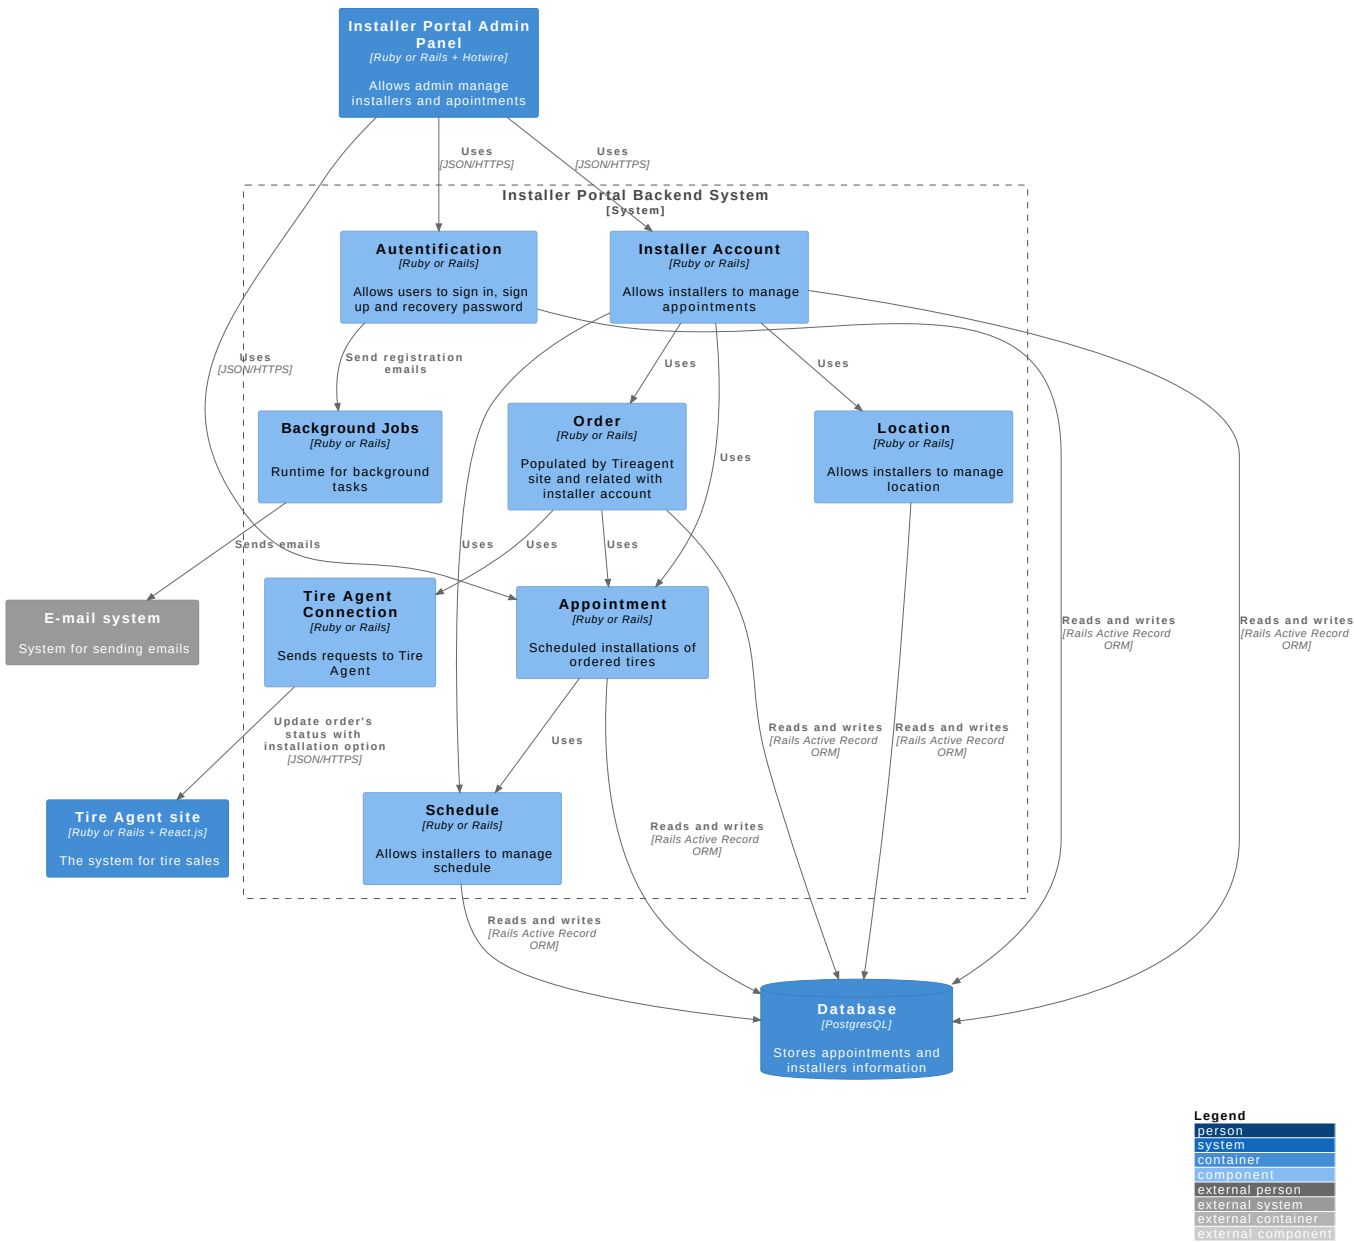 Installer Portal Admin
Panel
[Ruby or Rails + Hotwire]
Allows admin manage
installers and apointments
Uses
[JSON/HTTPS]
Uses
[JSON/HTTPS]
Installer Portal Backend System
[System]
Autentification
[Ruby or Rails]
Allows users to sign in, sign
up and recovery password
Installer Account
[Ruby or Rails]
Allows installers to manage
appointments
Uses
[JSON/HTTPS]
Send registration
emails
Uses
Uses
Background Jobs
[Ruby or Rails]
Runtime for background
tasks
Order
[Ruby or Rails]
Populated by Tireagent
site and related with
installer account
Uses
Location
[Ruby or Rails]
Allows installers to manage
location
Sends emails
Uses
Uses
Uses
E-mail system
System for sending emails
Tire Agent
Connection
[Ruby or Rails]
Sends requests to Tire
Agent
Appointment
[Ruby or Rails]
Scheduled installations of
ordered tires
Reads and writes
[Rails Active Record
ORM]
Reads and writes
[Rails Active Record
ORM]
Update order's
status with
installation option
[JSON/HTTPS]
Uses
Reads and writes
[Rails Active Record
ORM]
Reads and writes
[Rails Active Record
ORM]
Tire Agent site
[Ruby or Rails + React.js]
The system for tire sales
Schedule
[Ruby or Rails]
Allows installers to manage
schedule
Reads and writes
[Rails Active Record
ORM]
Reads and writes
[Rails Active Record
ORM]
Database
[PostgresQL]
Stores appointments and
installers information
Legend
person
system
container
component
external person
external system
external container
external component